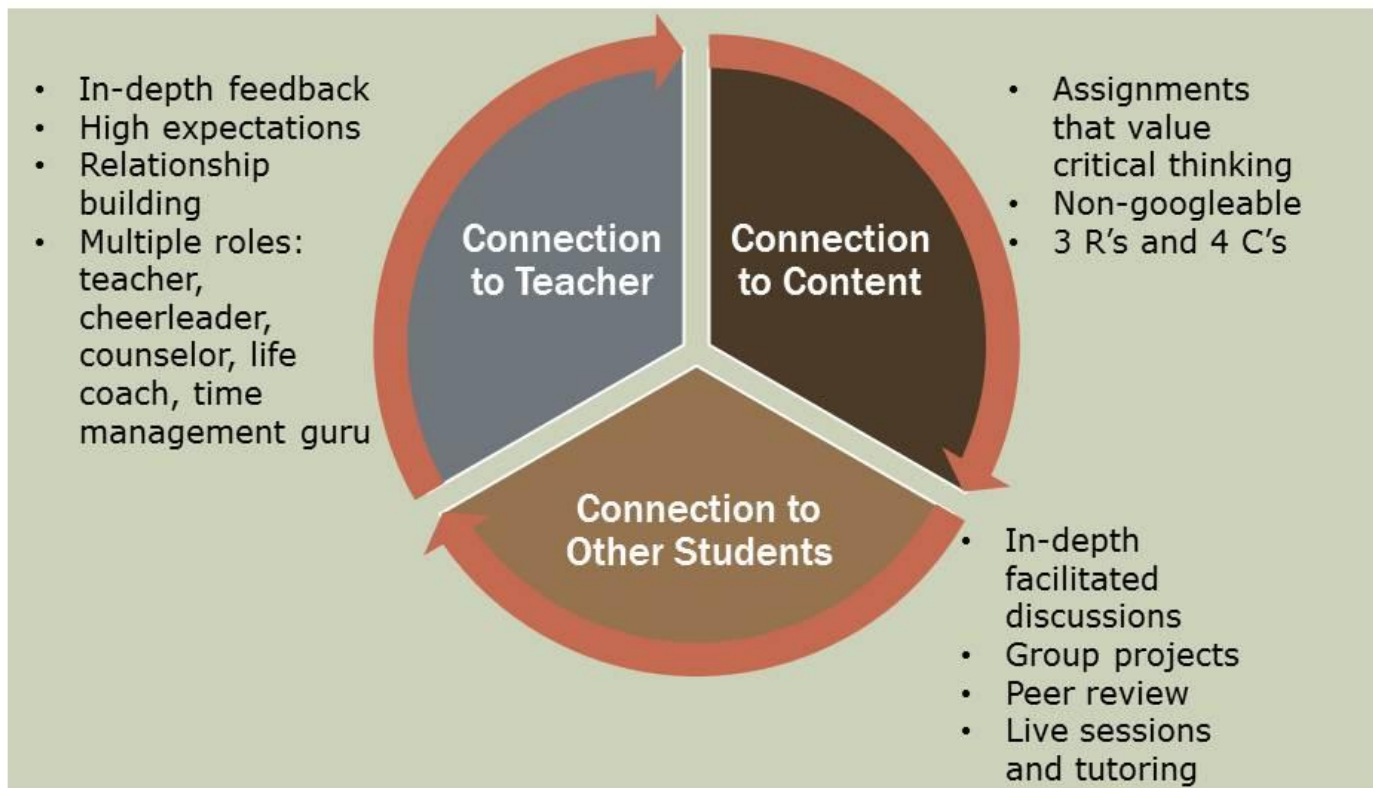 • In-depth feedback
• High expectations
• Relationship
building
• Multiple roles:
teacher,
cheerleader,
counselor, life
coach, time
management guru
Connection
to Teacher
Connection
to Content
• Assignments
that value
critical thinking
• Non-googleable
• 3 R’s and 4 C’s
Connection to
Other Students
• In-depth
facilitated
discussions
• Group projects
• Peer review
• Live sessions
and tutoring